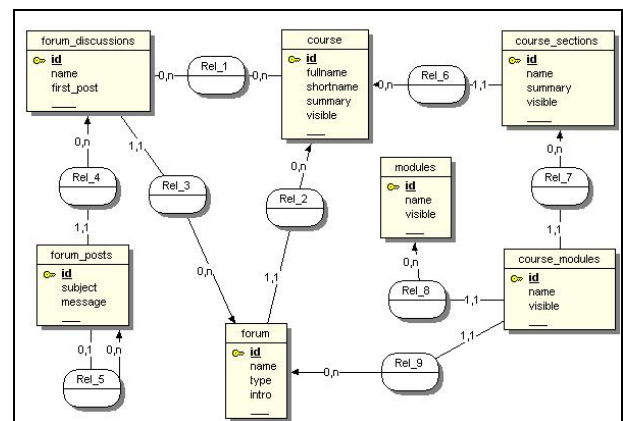 forum_discussions
id
name
first_post
0,n
Rel_1
0,n
course
id
fullname
shortname
summary
visible
0,n
Rel_6
1,1
course_sections
id
name
summary
visible
0,n
Rel_4
1,1
1,1
Rel_3
0,n
0,n
Rel_2
1,1
modules
id
name
visible
0,n
Rel_7
1,1
forum_posts
id
subject
message
0,1
0,n
Rel_5
forum
id
name
type
intro
0,n
Rel_8
1,1
course_modules
id
name
visible
1,1
Rel_9
0,n